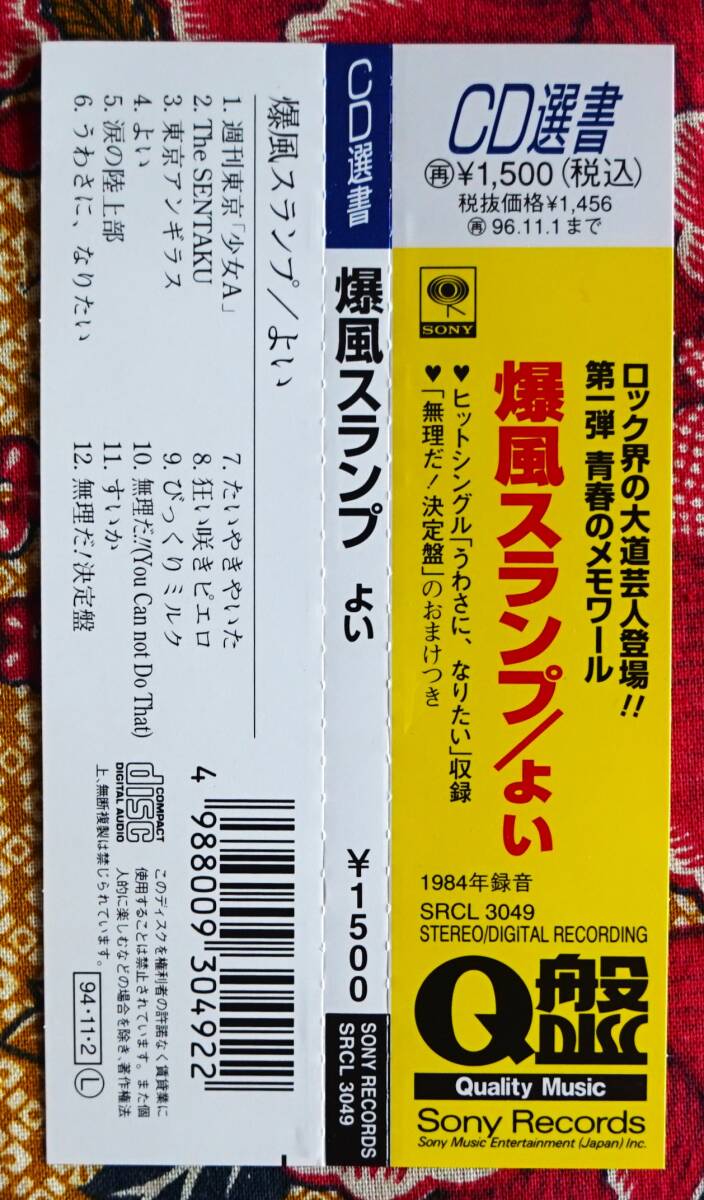 CD選書
再 ¥1,500(税込)
税抜価格¥1,456
再 96.11.1まで
SONY
ロック界の大道芸人登場!!
第一弾 青春のメモワール
爆風スランプ/よい
♥ヒットシングル「うわさに、なりたい」収録
♥「無理だ!決定盤」のおまけつき
1984年録音
SRCL 3049
STEREO/DIGITAL RECORDING
Q盤
DISC
Quality Music
Sony Records
Sony Music Entertainment (Japan) Inc.
CD選書
爆風スランプ よい
¥1500
SONY RECORDS
SRCL 3049
爆風スランプ/よい
1. 週刊東京「少女A」
2. The SENTAKU
3. 東京アンギラス
4. よい
5. 涙の陸上部
6. うわさに、なりたい
7. たいやきやいた
8. 狂い咲きピエロ
9. びっくりミルク
10. 無理だ!!(You Can not Do That)
11. すいか
12. 無理だ!決定盤
4 988009 304922
COMPACT
disc
DIGITAL AUDIO
このディスクを権利者の許諾なく賃貸業に
使用することは禁止されています。また個
人的に楽しむなどの場合を除き、著作権法
上、無断複製は禁じられています。
94・11・2 L